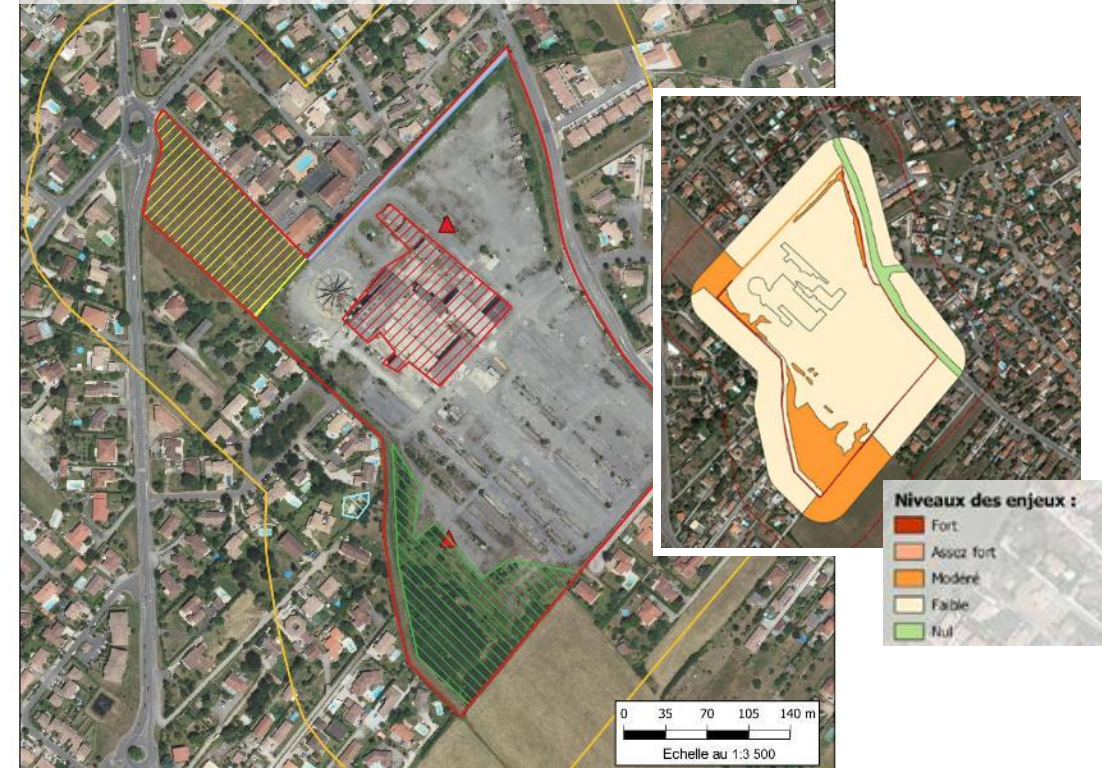 Niveaux des enjeux :
Fort
Assez fort
Modéré
Faible
Nul
0 35 70 105 140 m
Echelle au 1:3 500